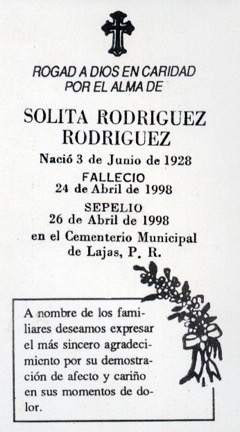 ROGAD A DIOS EN CARIDAD
POR EL ALMA DE
SOLITA RODRIGUEZ
RODRIGUEZ
Nació 3 de Junio de 1928
FALLECIO
24 de Abril de 1998
SEPELIO
26 de Abril de 1998
en el Cementerio Municipal
de Lajas, P. R.
A nombre de los fami-
liares deseamos expresar
el más sincero agradeci-
miento por su demostra-
ción de afecto y cariño
en sus momentos de do-
lor.